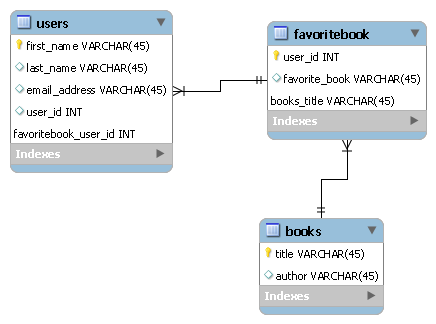 users
first_name VARCHAR(45)
last_name VARCHAR(45)
email_address VARCHAR(45)
user_id INT
favoritebook_user_id INT
Indexes
favoritebook
user_id INT
favorite_book VARCHAR(45)
books_title VARCHAR(45)
Indexes
books
title VARCHAR(45)
author VARCHAR(45)
Indexes